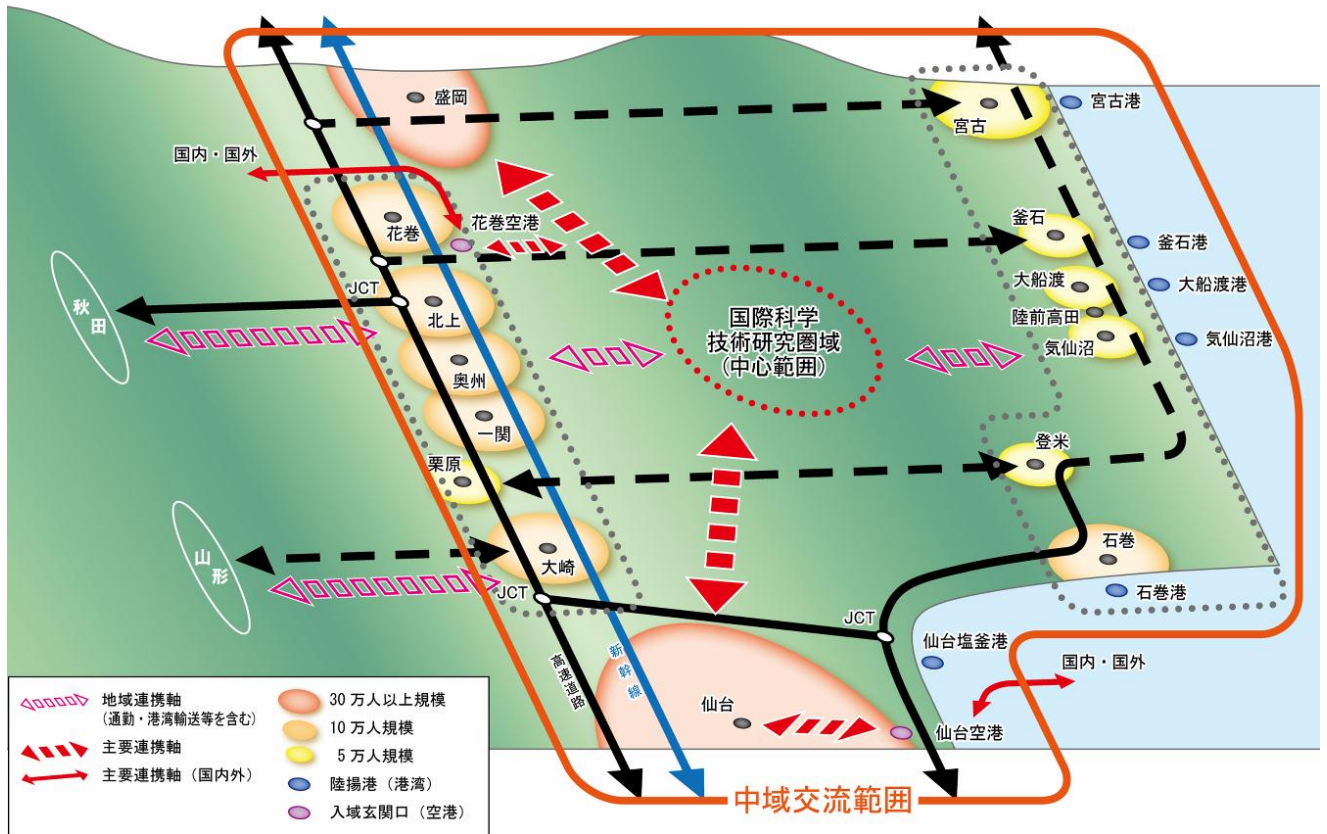 盛岡
宮古
宮古港
国内・国外
花巻
花巻空港
釜石
釜石港
JCT
北上
大船渡
大船渡港
陸前高田
気仙沼
気仙沼港
秋田
国際科学
技術研究圏域
(中心範囲)
奥州
一関
栗原
登米
山形
大崎
石巻
石巻港
JCT
JCT
仙台塩釜港
国内・国外
新幹線
高速道路
仙台
仙台空港
中域交流範囲
地域連携軸
(通勤・港湾輸送等を含む)
主要連携軸
主要連携軸(国内外)
30万人以上規模
10万人規模
5万人規模
陸揚港(港湾)
入域玄関口(空港)